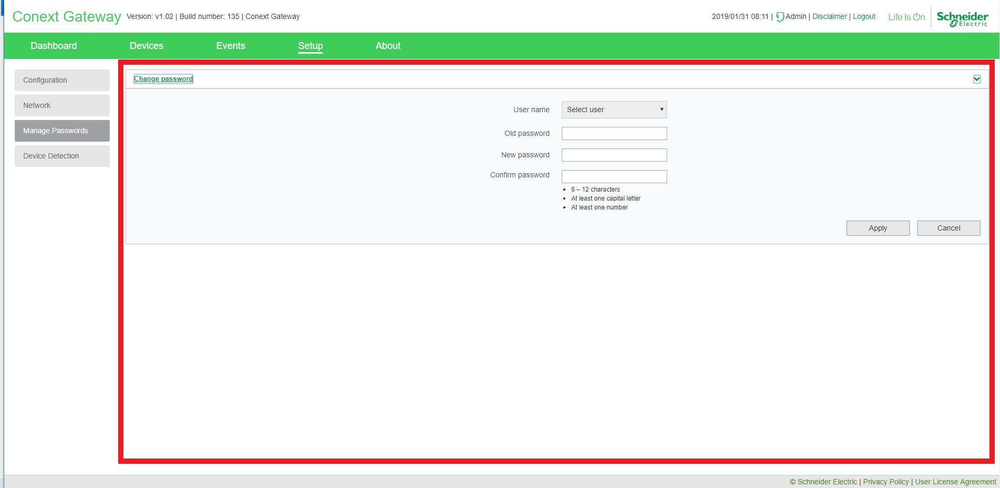 Conext Gateway Version: v1.02 | Build number: 135 | Conext Gateway
2019/01/31 08:11 | Admin | Disclaimer | Logout
Life Is On
Schneider
Electric
Dashboard
Devices
Events
Setup
About
Configuration
Network
Manage Passwords
Device Detection
Change password
User name
Select user
Old password
New password
Confirm password
• 6 – 12 characters
• At least one capital letter
• At least one number
Apply
Cancel
© Schneider Electric | Privacy Policy | User License Agreement